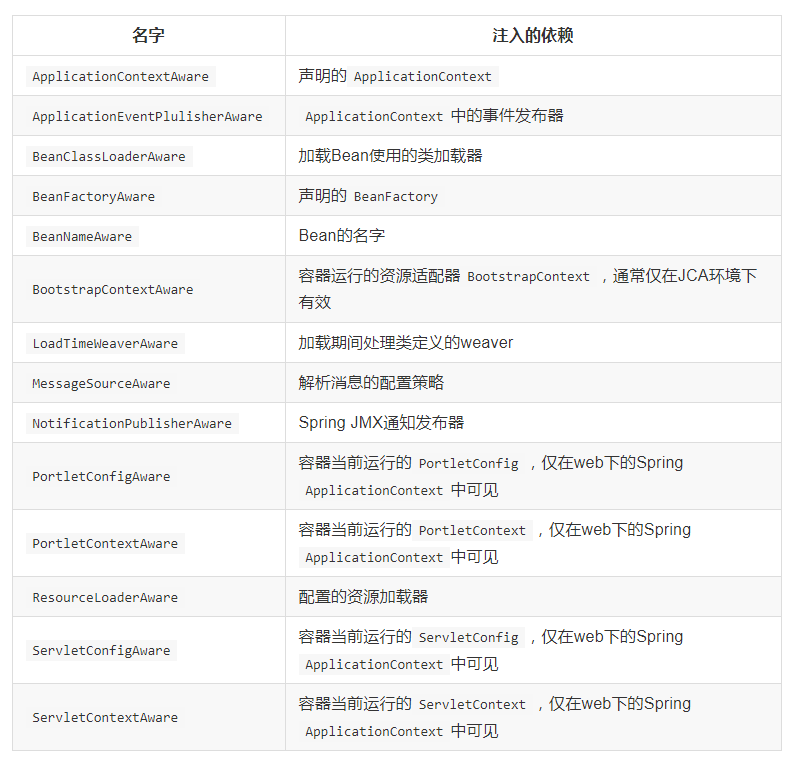 名字 注入的依赖
ApplicationContextAware 声明的 ApplicationContext
ApplicationEventPlulisherAware ApplicationContext 中的事件发布器
BeanClassLoaderAware 加载Bean使用的类加载器
BeanFactoryAware 声明的 BeanFactory
BeanNameAware Bean的名字
BootstrapContextAware 容器运行的资源适配器 BootstrapContext ，通常仅在JCA环境下
有效
LoadTimeWeaverAware 加载期间处理类定义的weaver
MessageSourceAware 解析消息的配置策略
NotificationPublisherAware Spring JMX通知发布器
PortletConfigAware 容器当前运行的 PortletConfig ，仅在web下的Spring
ApplicationContext 中可见
PortletContextAware 容器当前运行的 PortletContext ，仅在web下的Spring
ApplicationContext 中可见
ResourceLoaderAware 配置的资源加载器
ServletConfigAware 容器当前运行的 ServletConfig ，仅在web下的Spring
ApplicationContext 中可见
ServletContextAware 容器当前运行的 ServletContext ，仅在web下的Spring
ApplicationContext 中可见